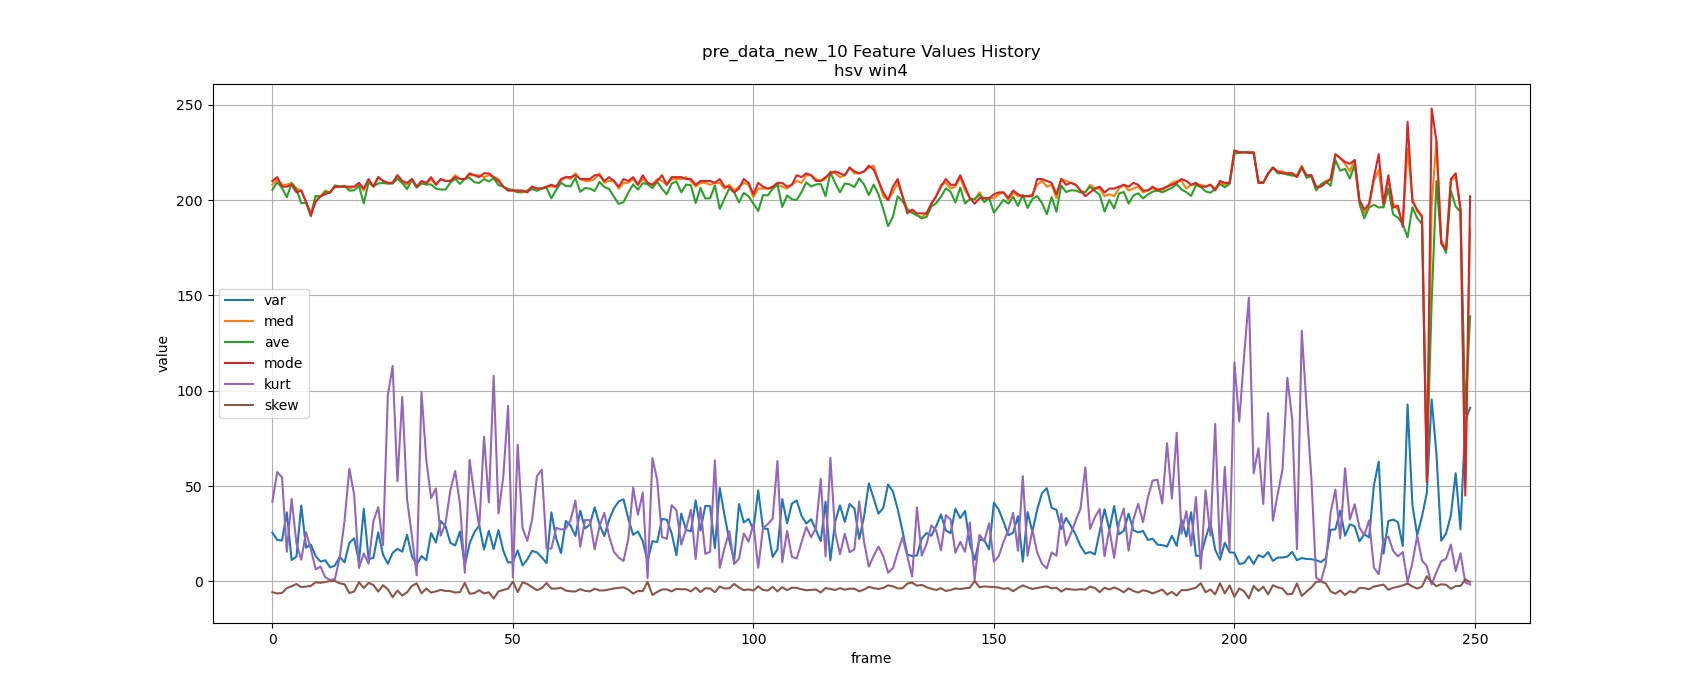 pre_data_new_10 Feature Values History
hsv win4
250
200
150
100
50
0
value
var
med
ave
mode
kurt
skew
0
50
100
150
200
250
frame